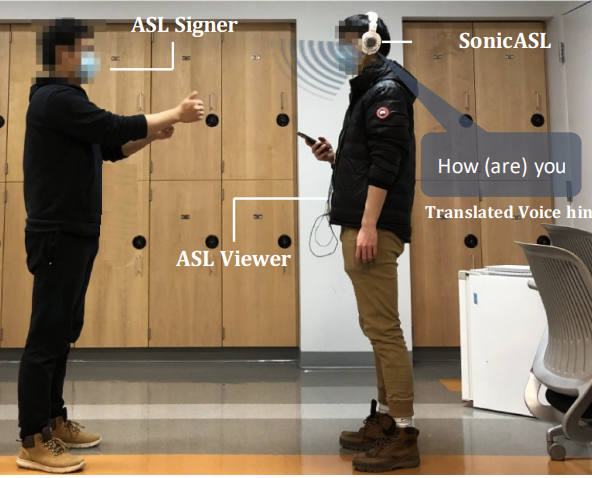 ASL Signer
SonicASL
How (are) you
Translated Voice hin
ASL Viewer